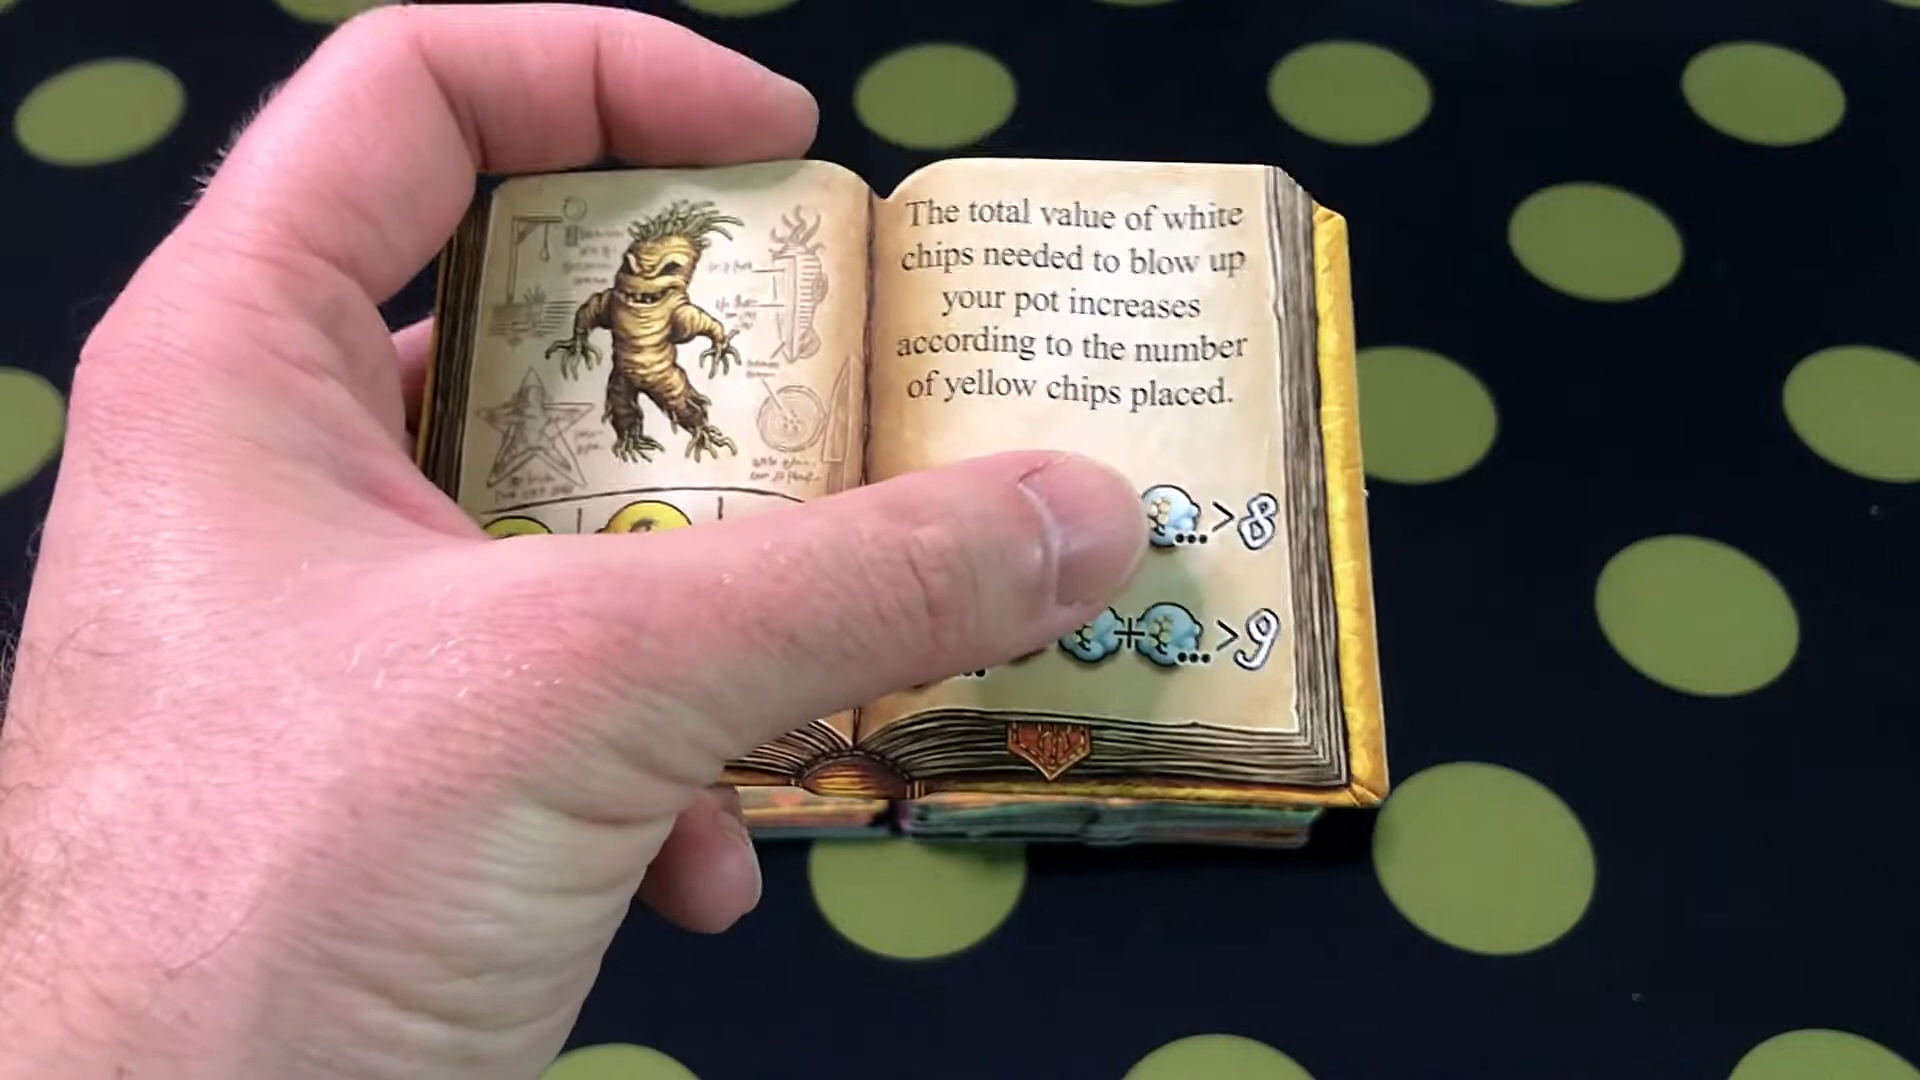 The total value of white
chips needed to blow up
your pot increases
according to the number
of yellow chips placed.
... > 8
+ ... > 9